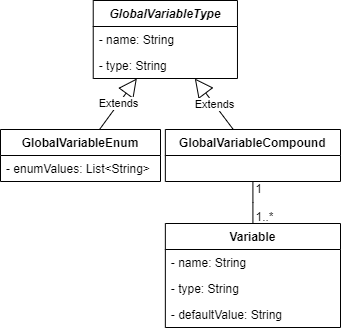 GlobalVariableType
- name: String
- type: String
Extends
Extends
GlobalVariableEnum
- enumValues: List<String>
GlobalVariableCompound
1
1..*
Variable
- name: String
- type: String
- defaultValue: String